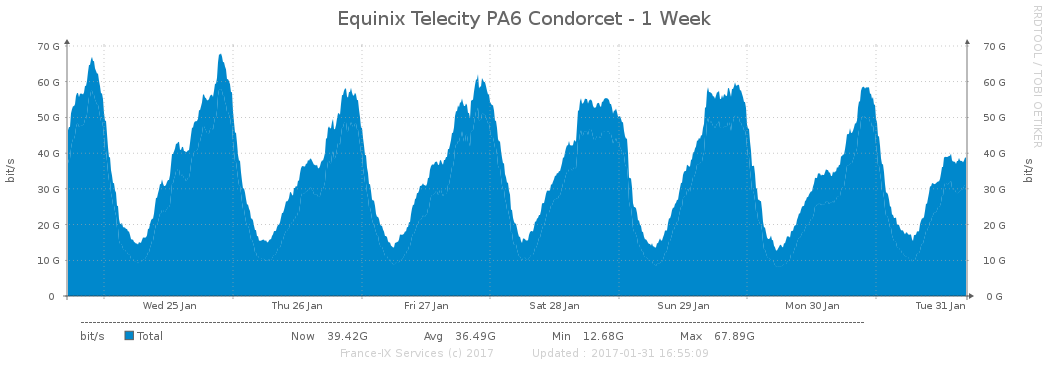 Equinix Telecity PA6 Condorcet - 1 Week
RRDTOOL / TOBI OETIKER
bit/s
70 G 70 G
60 G 60 G
50 G 50 G
40 G 40 G
30 G 30 G
20 G 20 G
10 G 10 G
0 0 G
bit/s
Wed 25 Jan Thu 26 Jan Fri 27 Jan Sat 28 Jan Sun 29 Jan Mon 30 Jan Tue 31 Jan
bit/s Total Now 39.42G Avg 36.49G Min 12.68G Max 67.89G
France-IX Services (c) 2017 Updated : 2017-01-31 16:55:09